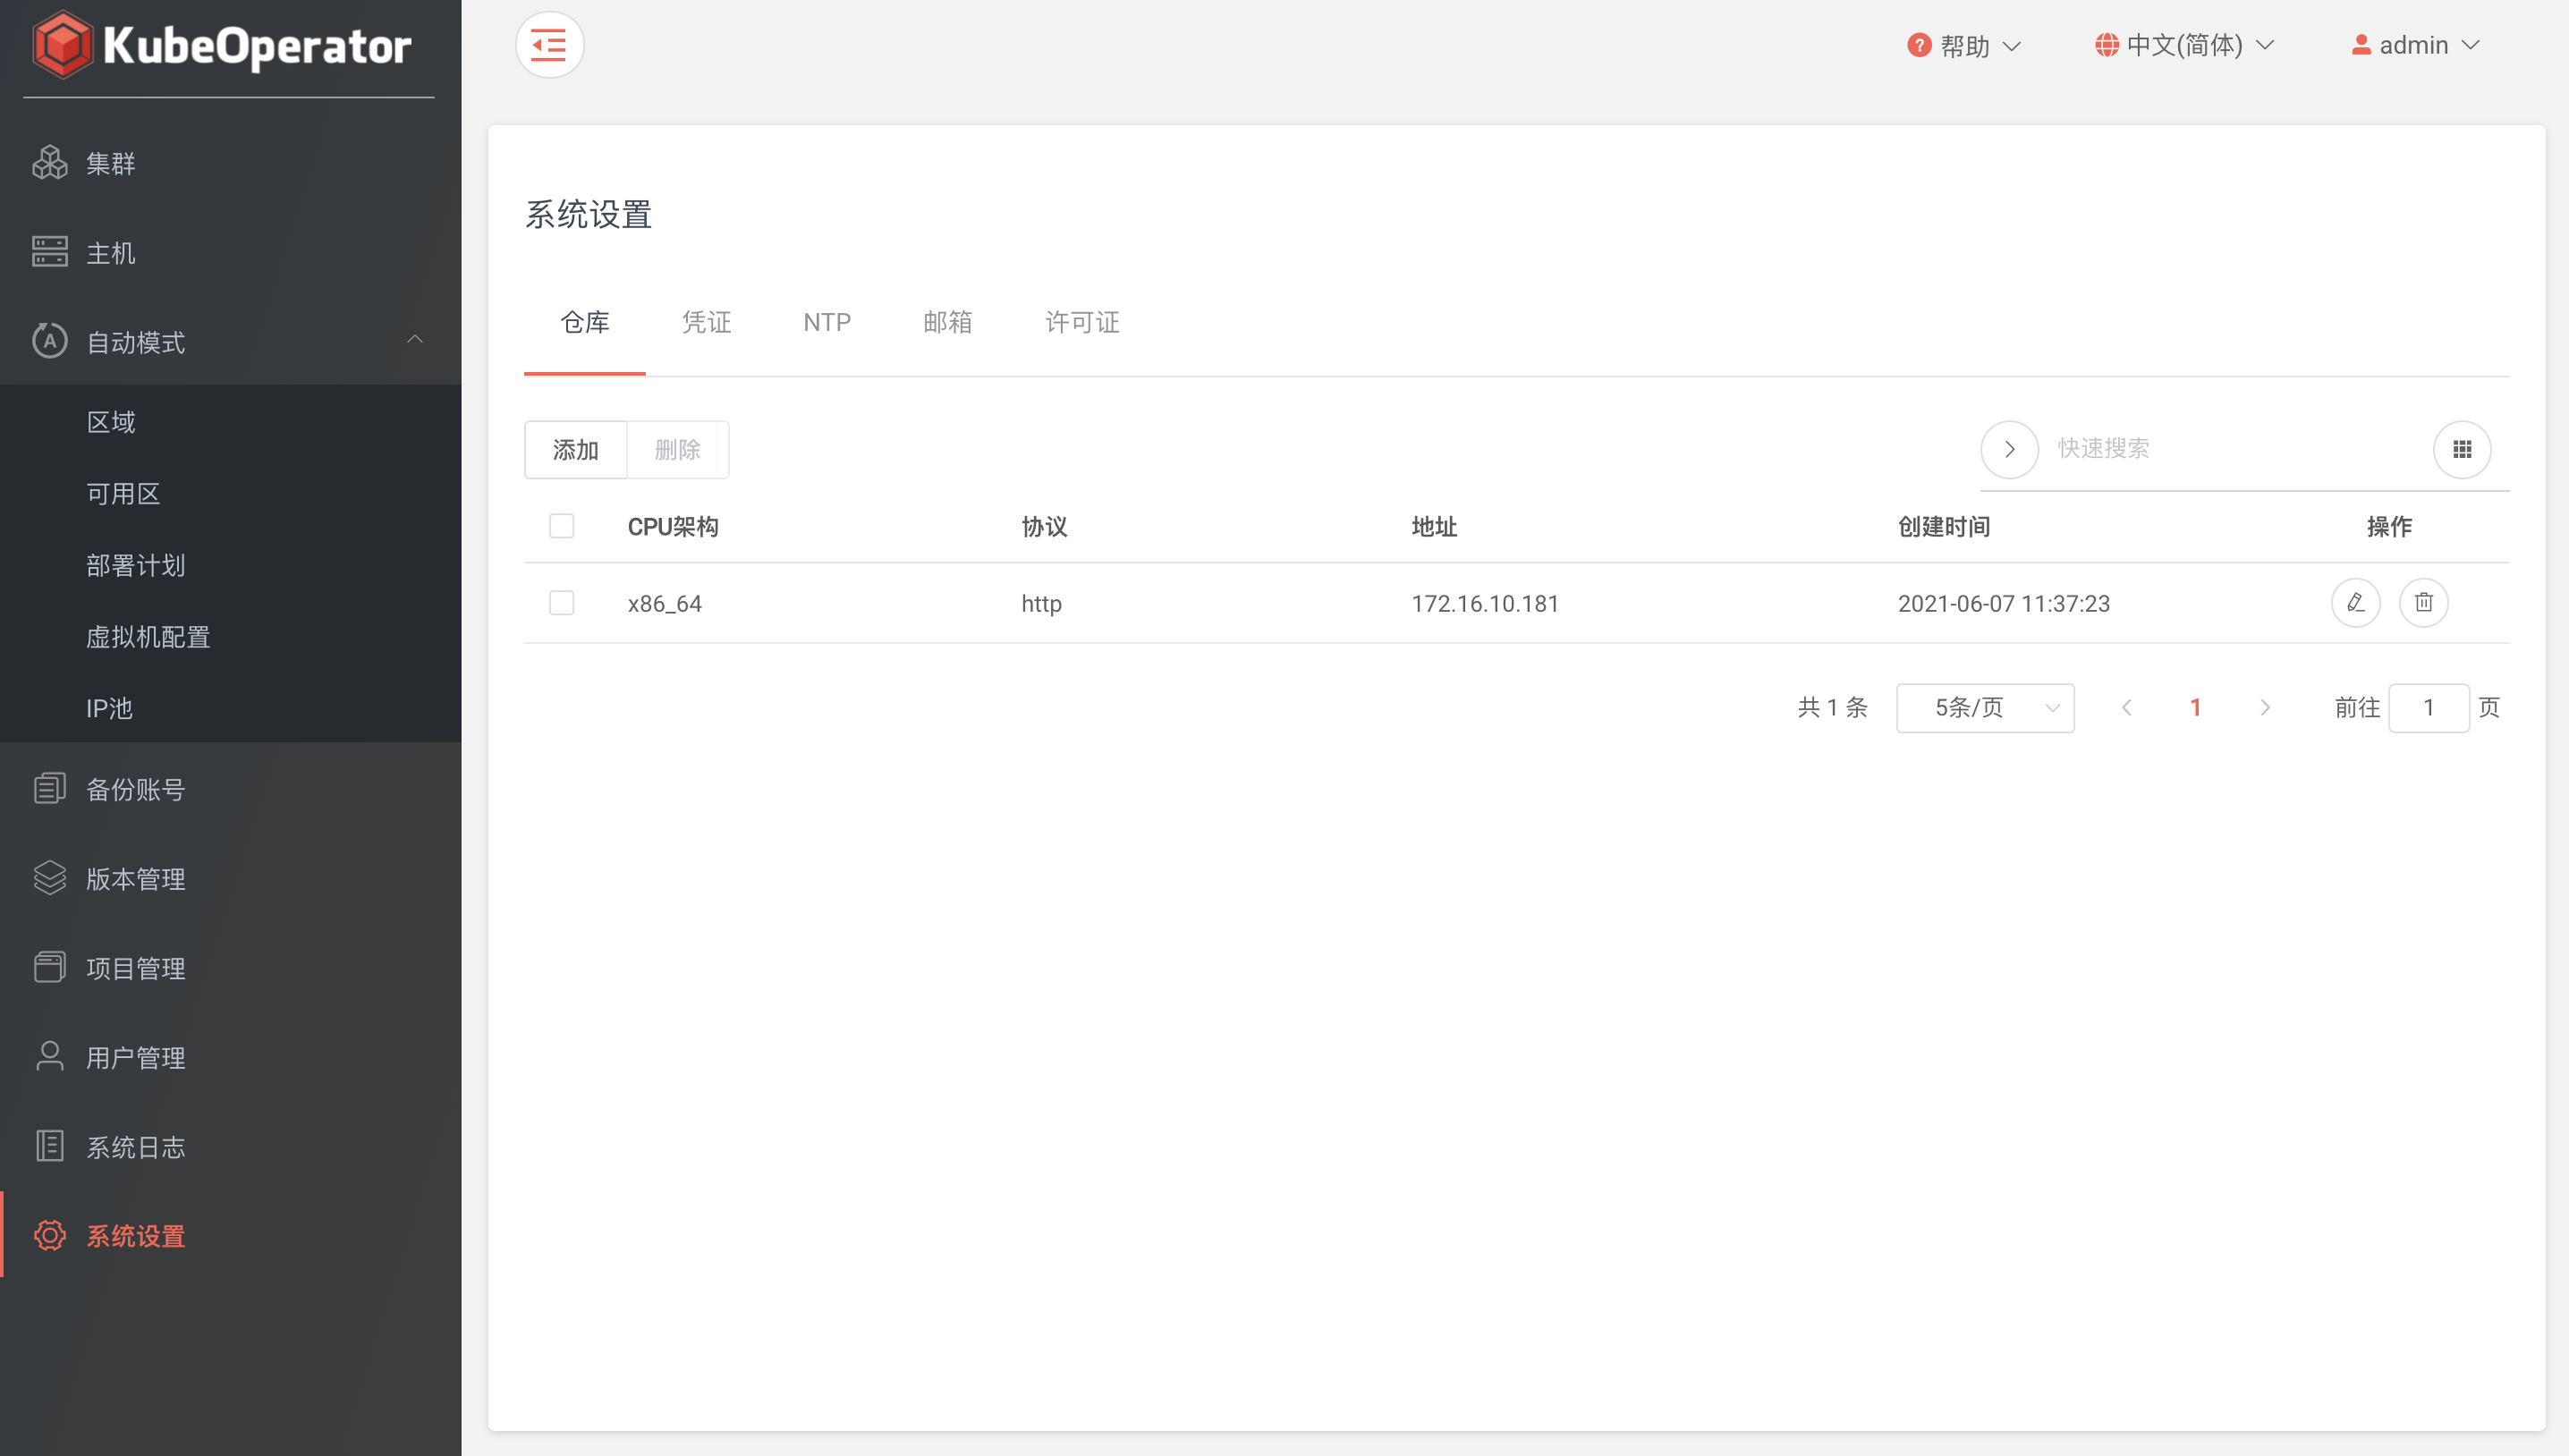 KubeOperator
集群
主机
自动模式
区域
可用区
部署计划
虚拟机配置
IP池
备份账号
版本管理
项目管理
用户管理
系统日志
系统设置
帮助 中文(简体) admin
系统设置
仓库 凭证 NTP 邮箱 许可证
添加 删除 快速搜索
CPU架构 协议 地址 创建时间 操作
x86_64 http 172.16.10.181 2021-06-07 11:37:23
共 1 条 5条/页 1 前往 1 页